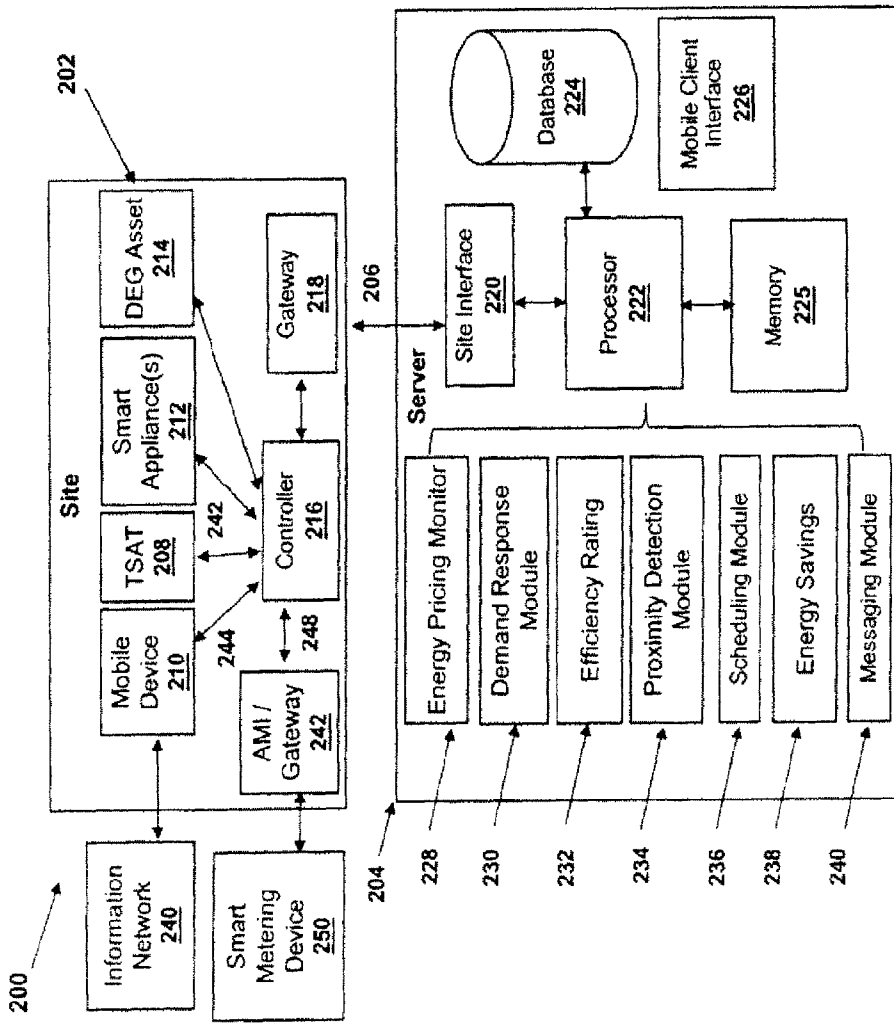 200
202
Information
Network
240
Smart
Metering
Device
250
Site
Mobile
Device
210
TSAT
208
Smart
Appliance(s)
212
DEG Asset
214
242
244
248
AMI /
Gateway
242
Controller
216
Gateway
218
206
204
Server
Energy Pricing Monitor
228
Demand Response
Module
230
Efficiency Rating
232
Proximity Detection
Module
234
Scheduling Module
236
Energy Savings
238
Messaging Module
240
Site Interface
220
Processor
222
Memory
225
Database
224
Mobile Client
Interface
226